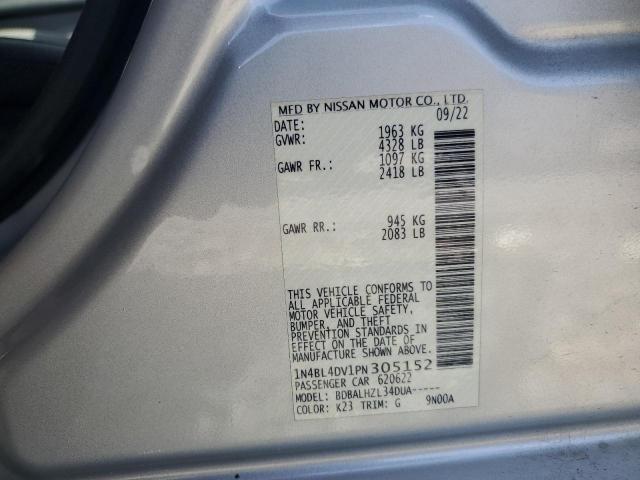 MFD BY NISSAN MOTOR CO., LTD.
DATE: 09/22
GVWR: 1963 KG
4328 LB
GAWR FR.: 1097 KG
2418 LB
GAWR RR.: 945 KG
2083 LB
THIS VEHICLE CONFORMS TO
ALL APPLICABLE FEDERAL
MOTOR VEHICLE SAFETY,
BUMPER, AND THEFT
PREVENTION STANDARDS IN
EFFECT ON THE DATE OF
MANUFACTURE SHOWN ABOVE.
1N4BL4DV1PN305152
PASSENGER CAR 620622
MODEL: BDBALHZL34DUA-----
COLOR: K23 TRIM: G 9N00A